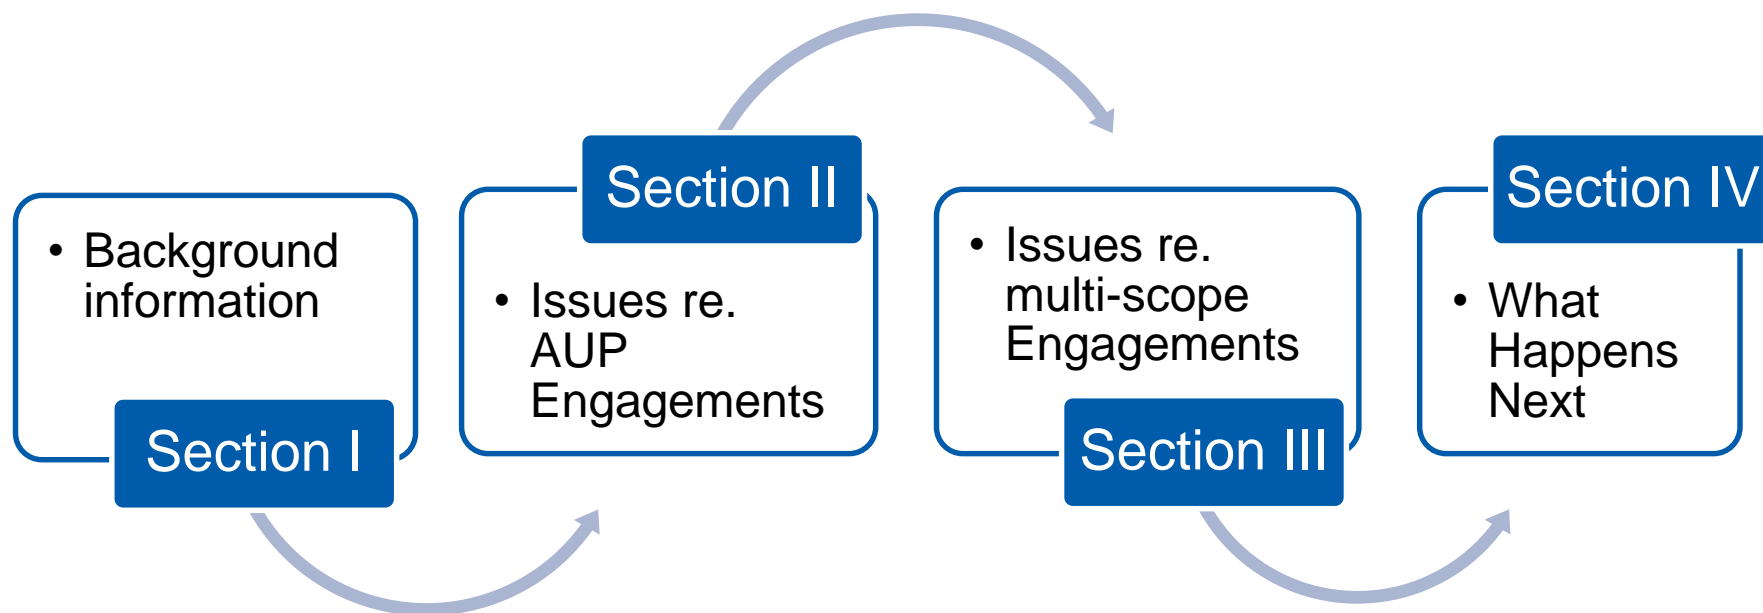 • Background
information
Section I
Section II
• Issues re.
AUP
Engagements
• Issues re.
multi-scope
Engagements
Section III
Section IV
• What
Happens
Next